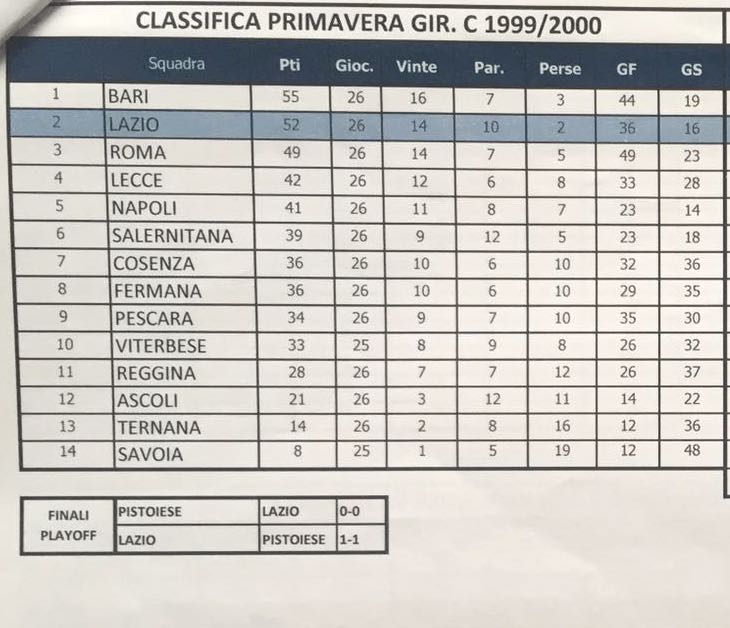 CLASSIFICA PRIMAVERA GIR. C 1999/2000
Squadra Pti Gioc. Vinte Par. Perse GF GS
1 BARI 55 26 16 7 3 44 19
2 LAZIO 52 26 14 10 2 36 16
3 ROMA 49 26 14 7 5 49 23
4 LECCE 42 26 12 6 8 33 28
5 NAPOLI 41 26 11 8 7 23 14
6 SALERNITANA 39 26 9 12 5 23 18
7 COSENZA 36 26 10 6 10 32 36
8 FERMANA 36 26 10 6 10 29 35
9 PESCARA 34 26 9 7 10 35 30
10 VITERBESE 33 25 8 9 8 26 32
11 REGGINA 28 26 7 7 12 26 37
12 ASCOLI 21 26 3 12 11 14 22
13 TERNANA 14 26 2 8 16 12 36
14 SAVOIA 8 25 1 5 19 12 48
FINALI PLAYOFF
PISTOIESE LAZIO 0-0
LAZIO PISTOIESE 1-1